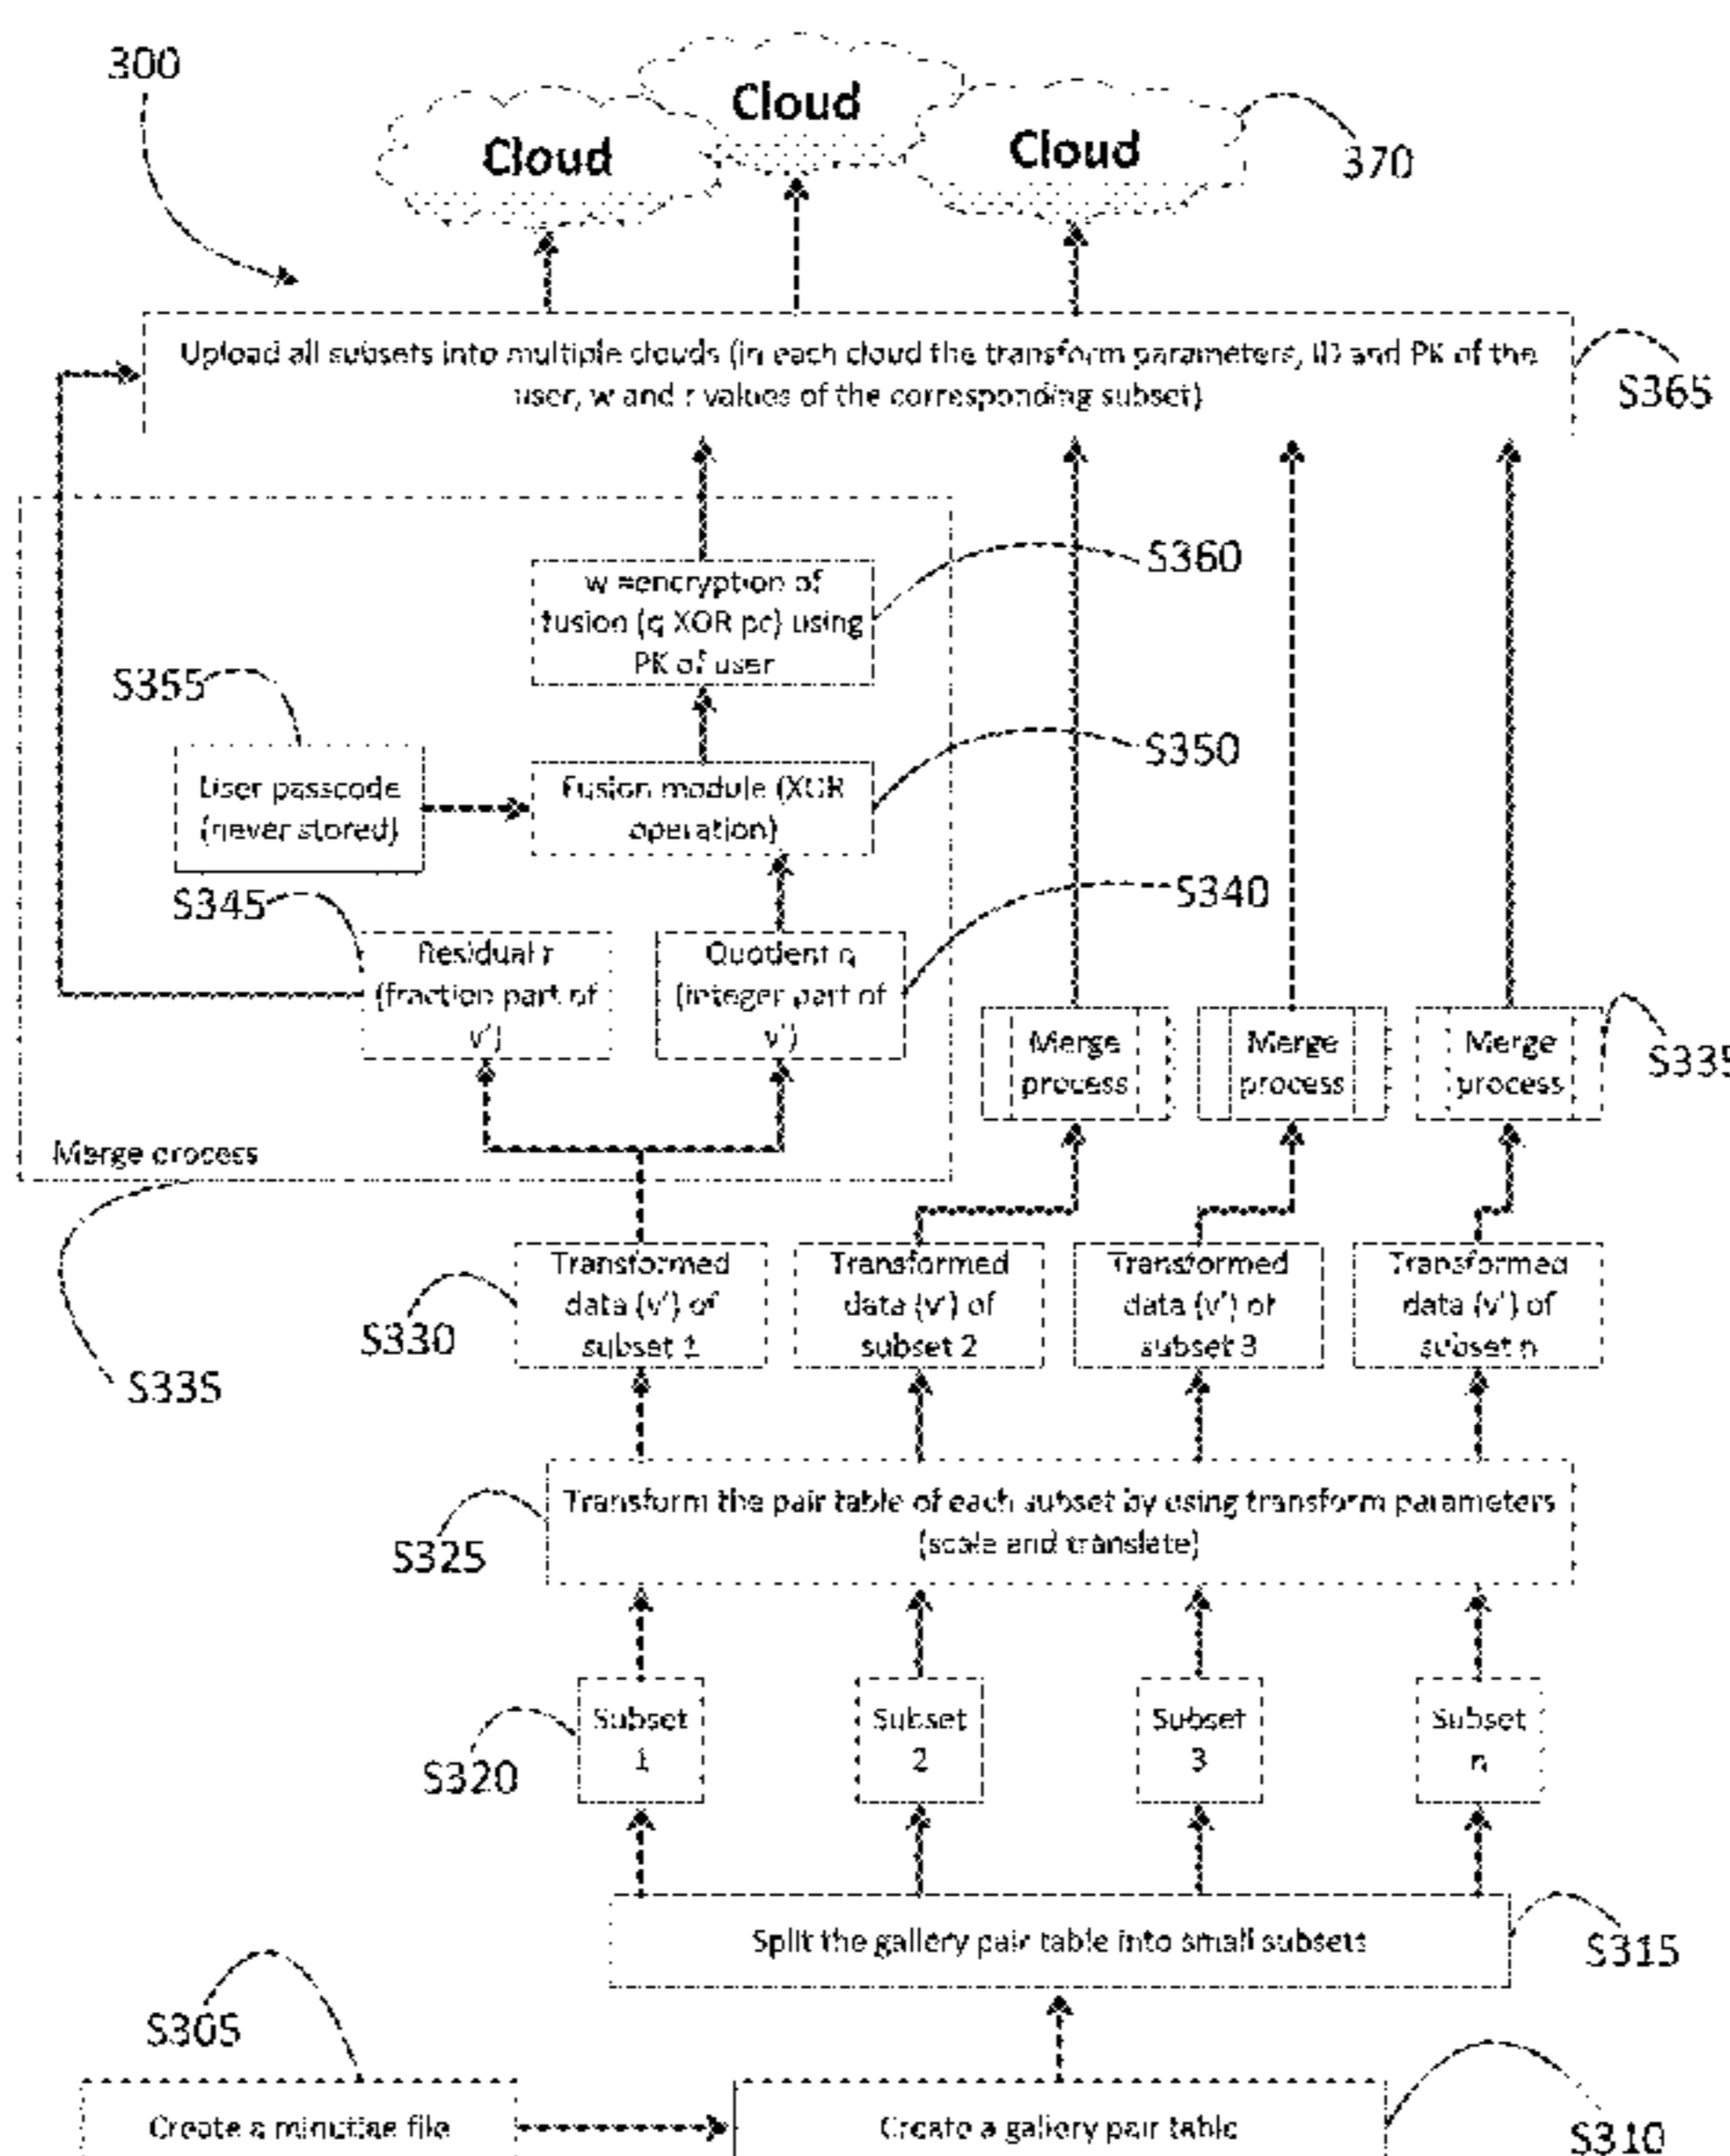 300
Cloud
Cloud
Cloud
370
Upload all subsets into multiple clouds (in each cloud the transform parameters, ID and PK of the
user, w and r values of the corresponding subset)
S365
w =encryption of
fusion (q XOR pc) using
PK of user
S360
S355
User passcode
(never stored)
Fusion module (XOR
operation)
S350
S345
Residual r
(fraction part of
v')
Quotient q
(integer part of
v')
S340
Merge
process
Merge
process
Merge
process
S335
Merge process
S335
Transformed
data (v') of
subset 1
Transformed
data (v') of
subset 2
Transformed
data (v') of
subset 3
Transformed
data (v') of
subset n
S330
Transform the pair table of each subset by using transform parameters
(scale and translate)
S325
Subset
1
Subset
2
Subset
3
Subset
n
S320
Split the gallery pair table into small subsets
S315
S305
Create a minutiae file
Create a gallery pair table
S310